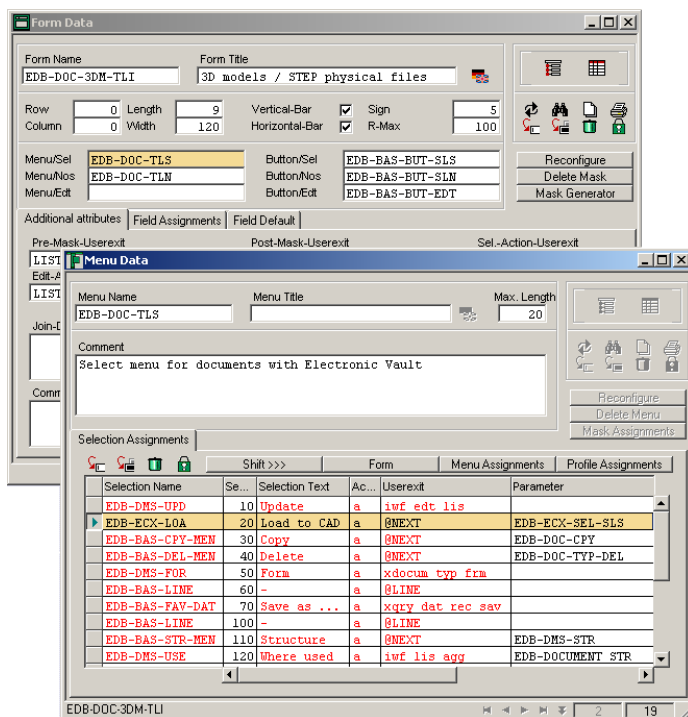 Form Data
Form Name Form Title
EDB-DOC-3DM-TLI 3D models / STEP physical files
Row 0 Length 9 Vertical-Bar Sign 5
Column 0 Width 120 Horizontal-Bar R-Max 100
Menu/Sel EDB-DOC-TLS Button/Sel EDB-BAS-BUT-SLS Reconfigure
Menu/Nos EDB-DOC-TLN Button/Nos EDB-BAS-BUT-SLN Delete Mask
Menu/Edt Button/Edt EDB-BAS-BUT-EDT Mask Generator
Additional attributes Field Assignments Field Default
Pre-Mask-Userexit Post-Mask-Userexit Sel.-Action-Userexit
LIST
Edit-A
LIST
Join-D
Comm
Menu Data
Menu Name Menu Title Max. Length
EDB-DOC-TLS 20
Comment
Select menu for documents with Electronic Vault
Reconfigure
Delete Menu
Mask Assignments
Selection Assignments
Shift >>> Form Menu Assignments Profile Assignments
Selection Name Se... Selection Text Ac... Userexit Parameter
EDB-DMS-UPD 10 Update a iwf edt lis
EDB-ECX-LOA 20 Load to CAD a @NEXT EDB-ECX-SEL-SLS
EDB-BAS-CPY-MEN 30 Copy a @NEXT EDB-DOC-CPY
EDB-BAS-DEL-MEN 40 Delete a @NEXT EDB-DOC-TYP-DEL
EDB-DMS-FOR 50 Form a xdocum typ frm
EDB-BAS-LINE 60 - a @LINE
EDB-BAS-FAV-DAT 70 Save as ... a xqry dat rec sav
EDB-BAS-LINE 100 - a @LINE
EDB-BAS-STR-MEN 110 Structure a @NEXT EDB-DMS-STR
EDB-DMS-USE 120 Where used a iwf lis agg EDB-DOCUMENT STR
EDB-DOC-3DM-TLI 2 19